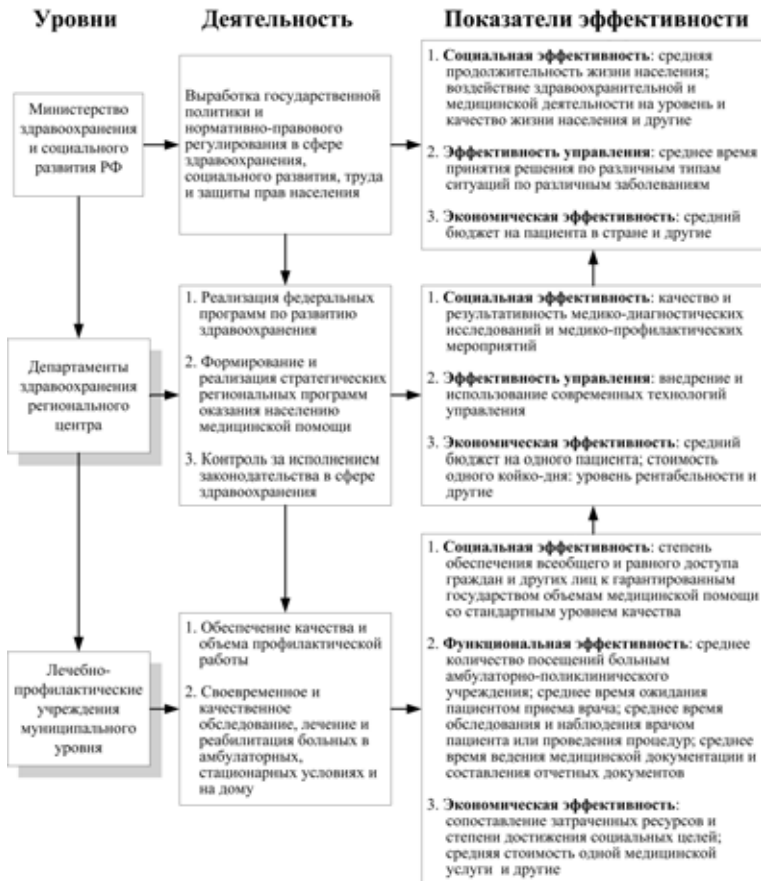 Уровни
Деятельность
Показатели эффективности
Министерство
здравоохранения
и социального
развития РФ
Выработка государственной
политики и
нормативно-правового
регулирования в сфере
здравоохранения,
социального развития, труда
и защиты прав населения
1. Социальная эффективность: средняя
продолжительность жизни населения;
воздействие здравоохранительной и
медицинской деятельности на уровень и
качество жизни населения и другие
2. Эффективность управления: среднее время
принятия решения по различным типам
ситуаций по различным заболеваниям
3. Экономическая эффективность: средний
бюджет на пациента в стране и другие
Департаменты
здравоохранения
регионального
центра
1. Реализация федеральных
программ по развитию
здравоохранения
2. Формирование и
реализация стратегических
региональных программ
оказания населению
медицинской помощи
3. Контроль за исполнением
законодательства в сфере
здравоохранения
1. Социальная эффективность: качество и
результативность медико-диагностических
исследований и медико-профилактических
мероприятий
2. Эффективность управления: внедрение и
использование современных технологий
управления
3. Экономическая эффективность: средний
бюджет на одного пациента; стоимость
одного койко-дня: уровень рентабельности и
другие
Лечебно-
профилактические
учреждения
муниципального
уровня
1. Обеспечение качества и
объема профилактической
работы
2. Своевременное и
качественное
обследование, лечение и
реабилитация больных в
амбулаторных,
стационарных условиях и
на дому
1. Социальная эффективность: степень
обеспечения всеобщего и равного доступа
граждан и других лиц к гарантированным
государством объемам медицинской помощи
со стандартным уровнем качества
2. Функциональная эффективность: среднее
количество посещений больным
амбулаторно-поликлинического
учреждения; среднее время ожидания
пациентом приема врача; среднее время
обследования и наблюдения врачом
пациента или проведения процедур; среднее
время ведения медицинской документации и
составления отчетных документов
3. Экономическая эффективность:
сопоставление затраченных ресурсов и
степени достижения социальных целей;
средняя стоимость одной медицинской
услуги и другие